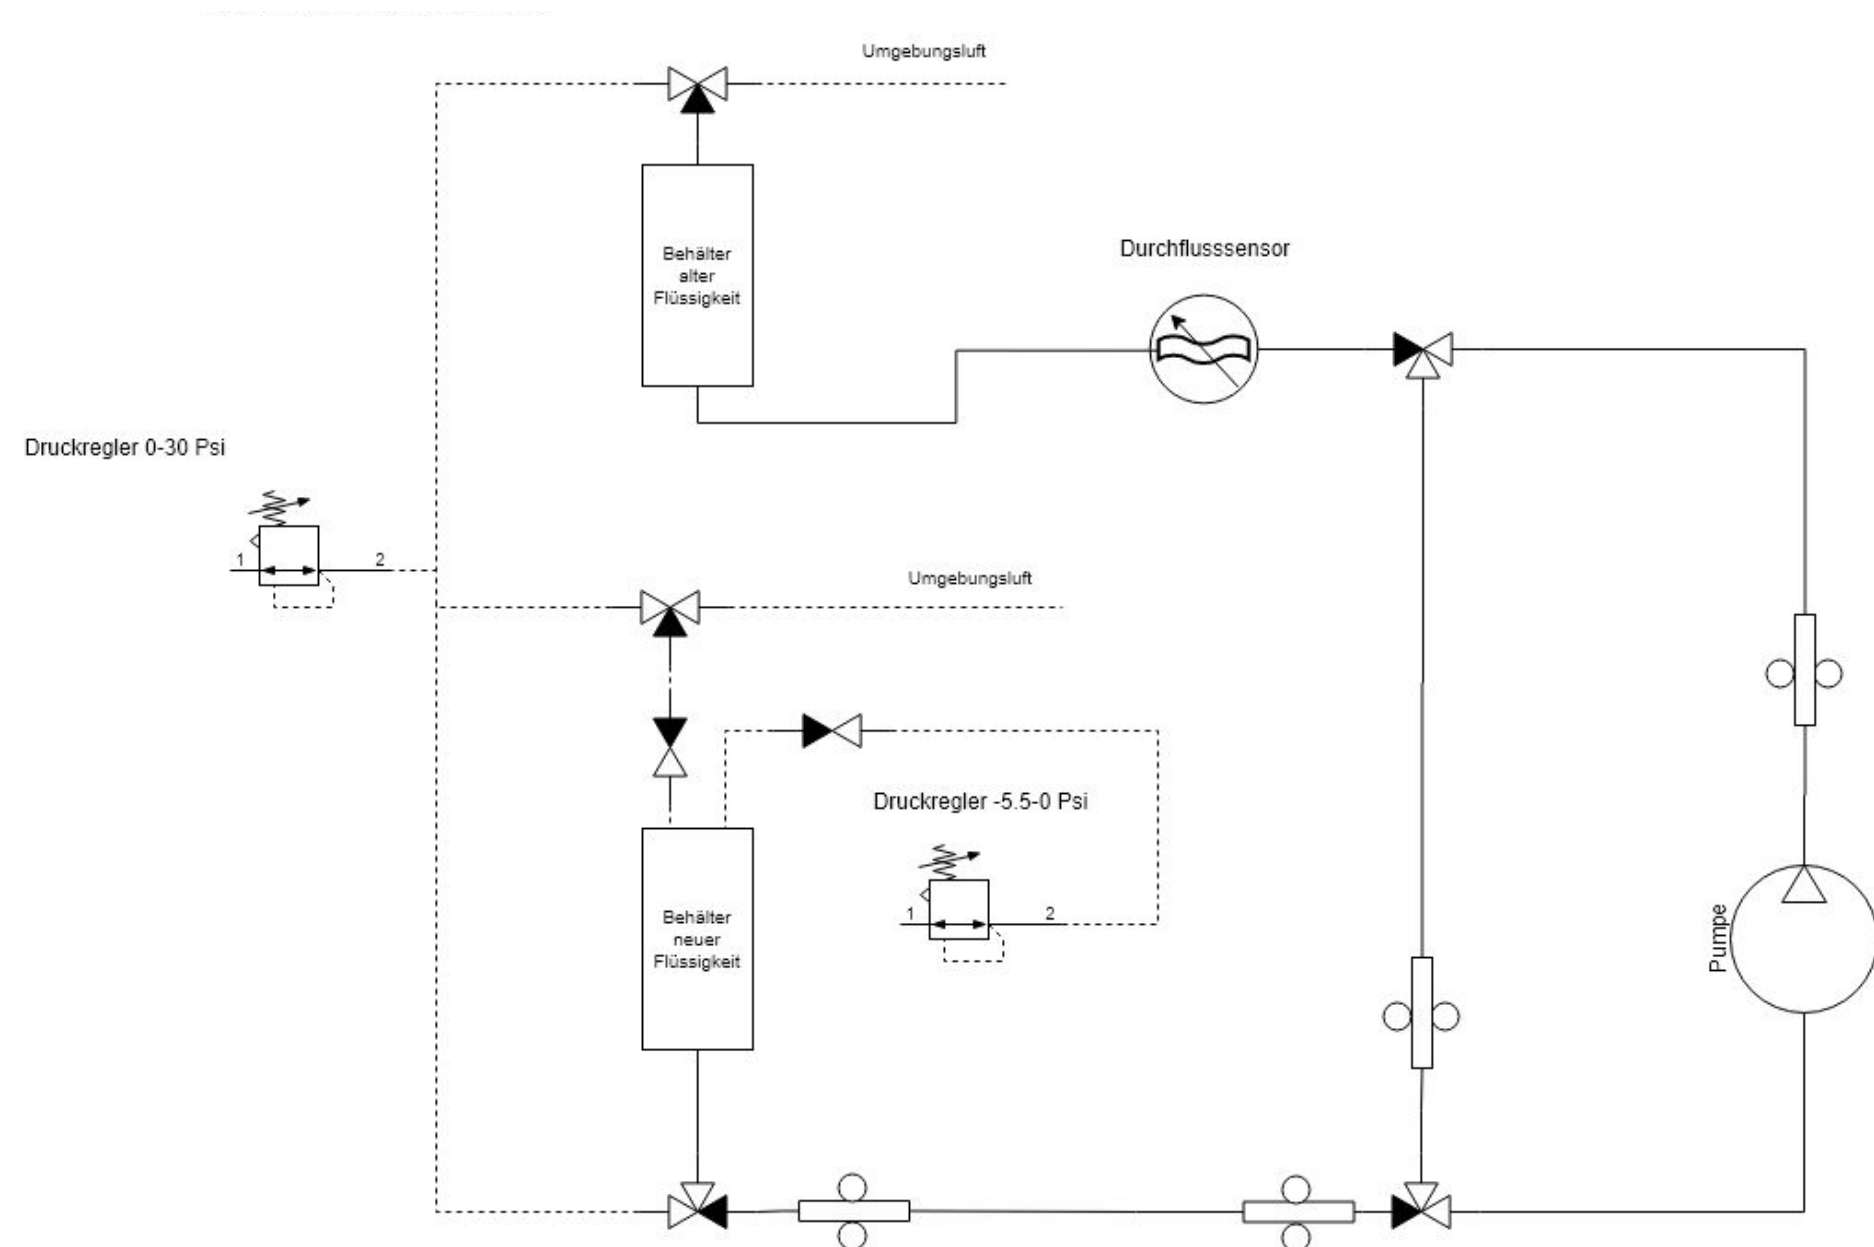 Umgebungsluft
Behälter
alter
Flüssigkeit
Durchflusssensor
Druckregler 0-30 Psi
1
2
Umgebungsluft
Druckregler -5.5-0 Psi
1
2
Behälter
neuer
Flüssigkeit
Pumpe